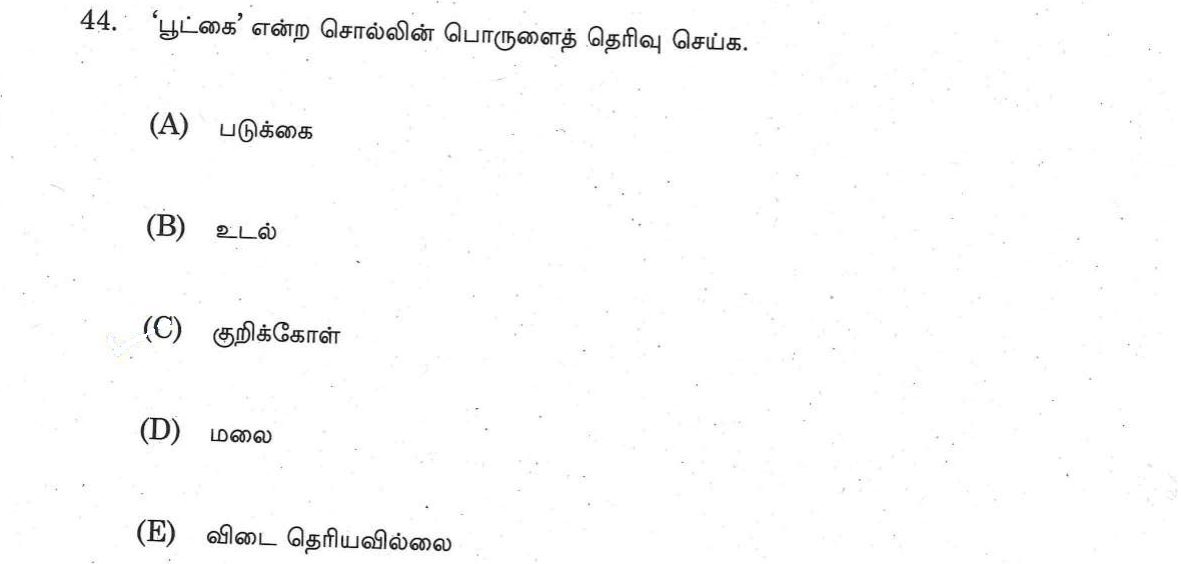 44. ‘பூட்கை’ என்ற சொல்லின் பொருளைத் தெரிவு செய்க.
(A) படுக்கை
(B) உடல்
(C) குறிக்கோள்
(D) மலை
(E) விடை தெரியவில்லை